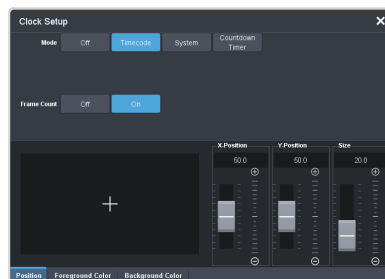 Clock Setup
Mode Off Timecode System Countdown Timer
Frame Count Off On
X-Position Y-Position Size
50.0 50.0 20.0
Position Foreground Color Background Color